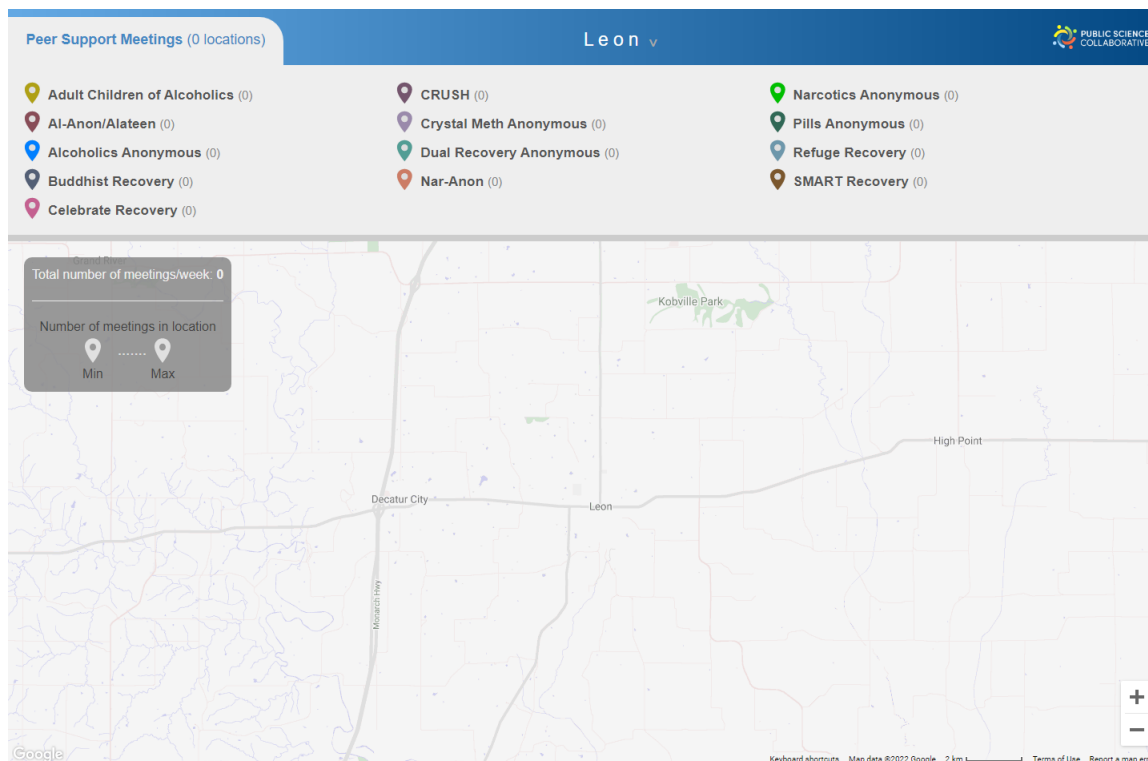 Peer Support Meetings (0 locations)
Leon v
PUBLIC SCIENCE
COLLABORATIVE
Adult Children of Alcoholics (0)
Al-Anon/Alateen (0)
Alcoholics Anonymous (0)
Buddhist Recovery (0)
Celebrate Recovery (0)
CRUSH (0)
Crystal Meth Anonymous (0)
Dual Recovery Anonymous (0)
Nar-Anon (0)
Narcotics Anonymous (0)
Pills Anonymous (0)
Refuge Recovery (0)
SMART Recovery (0)
Grand River
Total number of meetings/week: 0
Number of meetings in location
Min
Max
Kobville Park
High Point
Decatur City
Leon
Monarch Hwy
Google
Keyboard shortcuts
Map data ©2022 Google
2 km
Terms of Use
Report a map